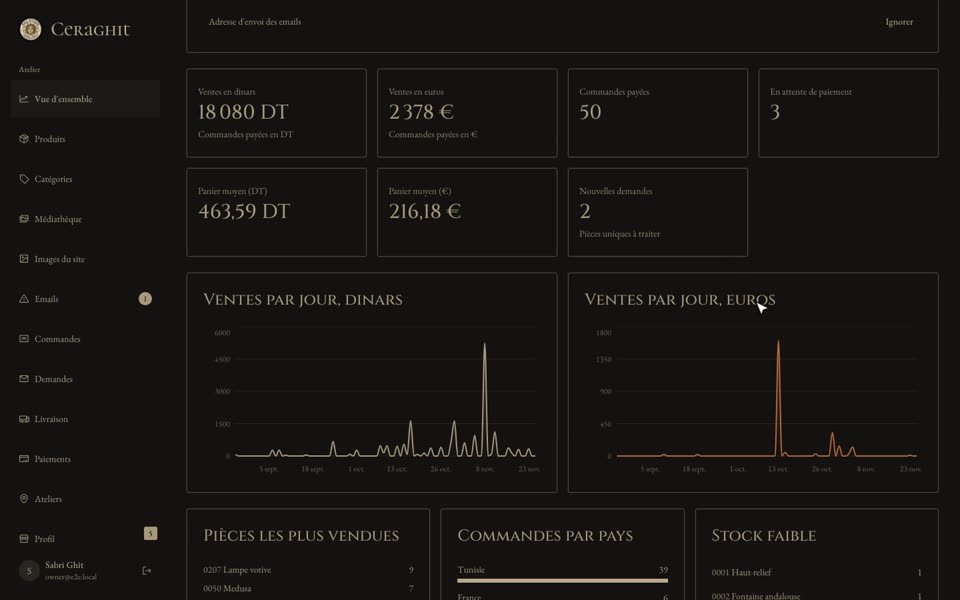 Ceraghit
Adresse d'envoi des emails
Ignorer
Atelier
Vue d'ensemble
Produits
Catégories
Médiathèque
Images du site
Emails
1
Commandes
Demandes
Livraison
Paiements
Ateliers
Profil
5
S
Sabri Ghit
owner@e2e.local
Ventes en dinars
18 080 DT
Commandes payées en DT
Ventes en euros
2 378 €
Commandes payées en €
Commandes payées
50
En attente de paiement
3
Panier moyen (DT)
463,59 DT
Panier moyen (€)
216,18 €
Nouvelles demandes
2
Pièces uniques à traiter
Ventes par jour, dinars
6000
4500
3000
1500
0
5 sept. 18 sept. 1 oct. 13 oct. 26 oct. 8 nov. 23 nov.
Ventes par jour, euros
1800
1350
900
450
0
5 sept. 18 sept. 1 oct. 13 oct. 26 oct. 8 nov. 23 nov.
Pièces les plus vendues
0207 Lampe votive 9
0050 Medusa 7
Commandes par pays
Tunisie 39
France 6
Stock faible
0001 Haut-relief 1
0002 Fontaine andalouse 1